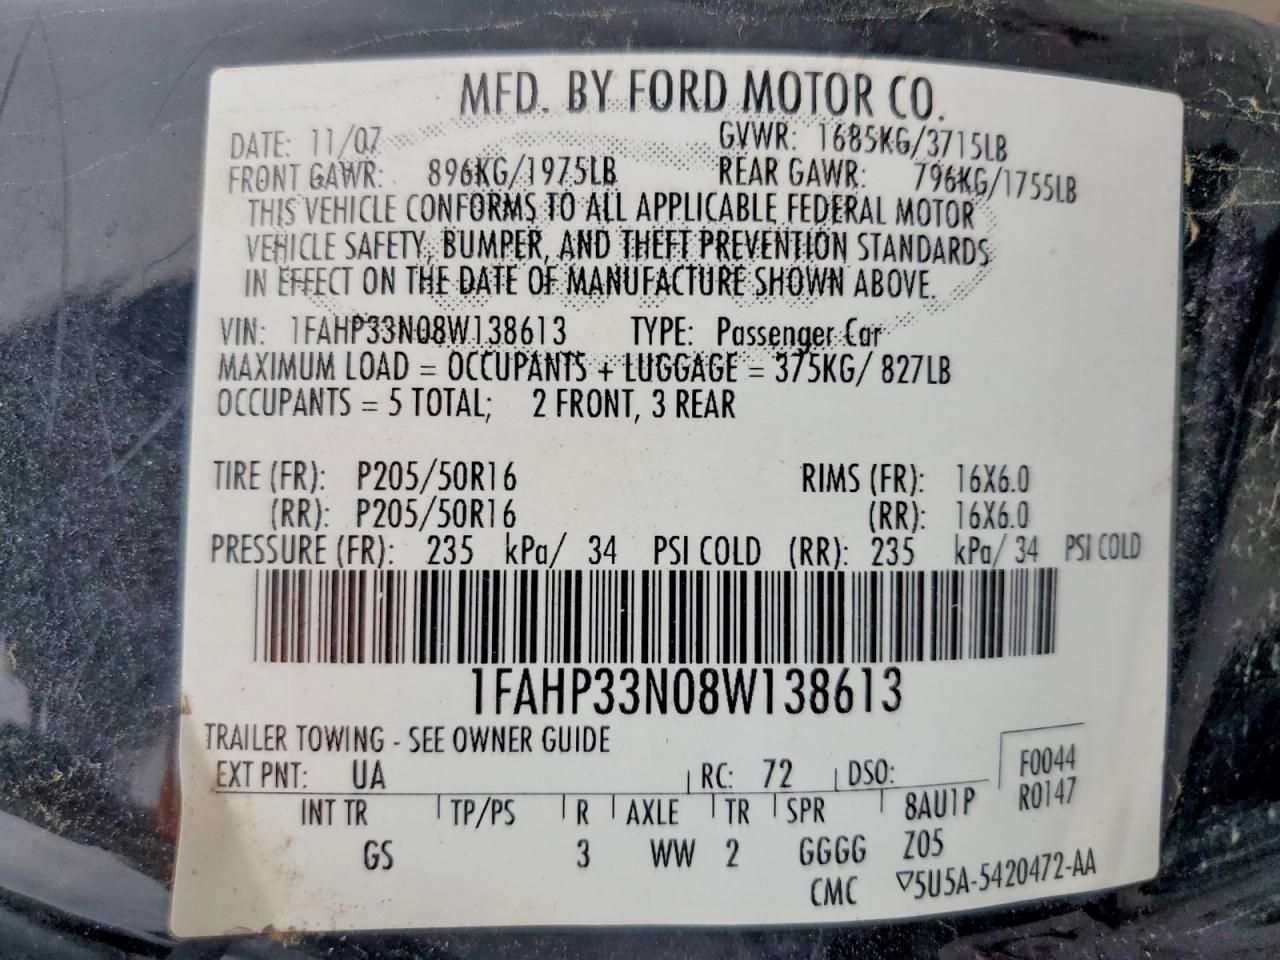 MFD. BY FORD MOTOR CO.
DATE: 11/07 GVWR: 1685KG/3715LB
FRONT GAWR: 896KG/1975LB REAR GAWR: 796KG/1755LB
THIS VEHICLE CONFORMS TO ALL APPLICABLE FEDERAL MOTOR
VEHICLE SAFETY, BUMPER, AND THEFT PREVENTION STANDARDS
IN EFFECT ON THE DATE OF MANUFACTURE SHOWN ABOVE.
VIN: 1FAHP33N08W138613 TYPE: Passenger Car
MAXIMUM LOAD = OCCUPANTS + LUGGAGE = 375KG/ 827LB
OCCUPANTS = 5 TOTAL; 2 FRONT, 3 REAR
TIRE (FR): P205/50R16 RIMS (FR): 16X6.0
(RR): P205/50R16 (RR): 16X6.0
PRESSURE (FR): 235 kPa/ 34 PSI COLD (RR): 235 kPa/ 34 PSI COLD
1FAHP33N08W138613
TRAILER TOWING - SEE OWNER GUIDE
EXT PNT: UA RC: 72 DSO: F0044
R0147
INT TR TP/PS R AXLE TR SPR 8AU1P
GS 3 WW 2 GGGG Z05
CMC ▽5U5A-5420472-AA